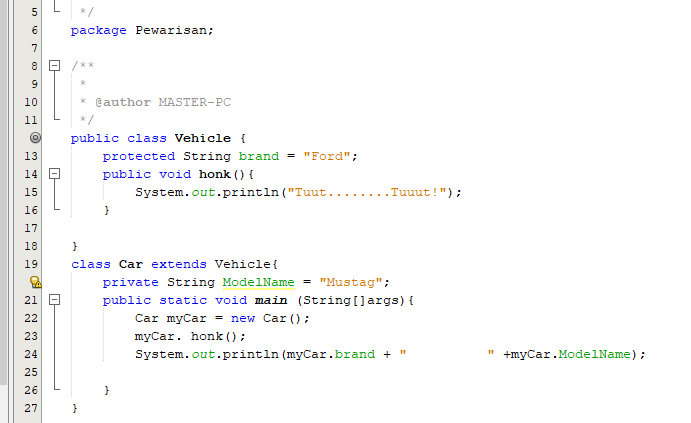 5 */
6 package Pewarisan;
7
8 /**
9 *
10 * @author MASTER-PC
11 */
public class Vehicle {
13 protected String brand = "Ford";
14 public void honk(){
15 System.out.println("Tuut........Tuuut!");
16 }
17
18 }
19 class Car extends Vehicle{
private String ModelName = "Mustag";
21 public static void main (String[]args){
22 Car myCar = new Car();
23 myCar. honk();
24 System.out.println(myCar.brand + "          " +myCar.ModelName);
25
26 }
27 }